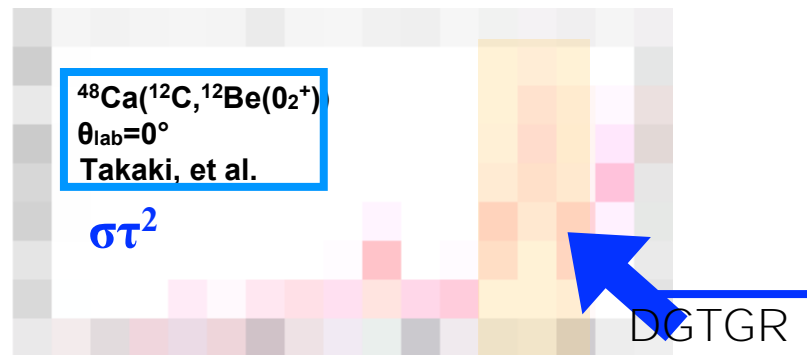 ⁴⁸Ca(¹²C,¹²Be(0₂⁺))
θlab=0°
Takaki, et al.
στ²
DGTGR